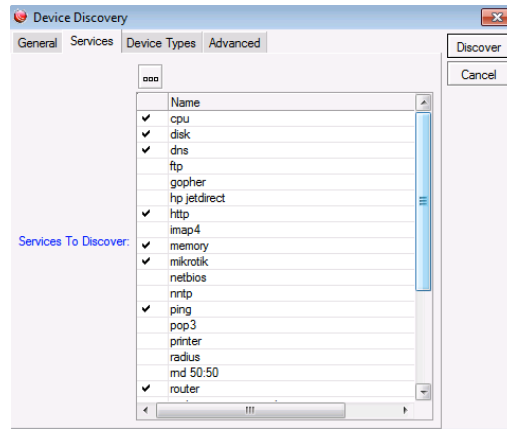 Device Discovery
General Services Device Types Advanced
Discover
Cancel
Name
cpu
disk
dns
ftp
gopher
hp jetdirect
http
imap4
Services To Discover:
memory
mikrotik
netbios
nntp
ping
pop3
printer
radius
rnd 50:50
router